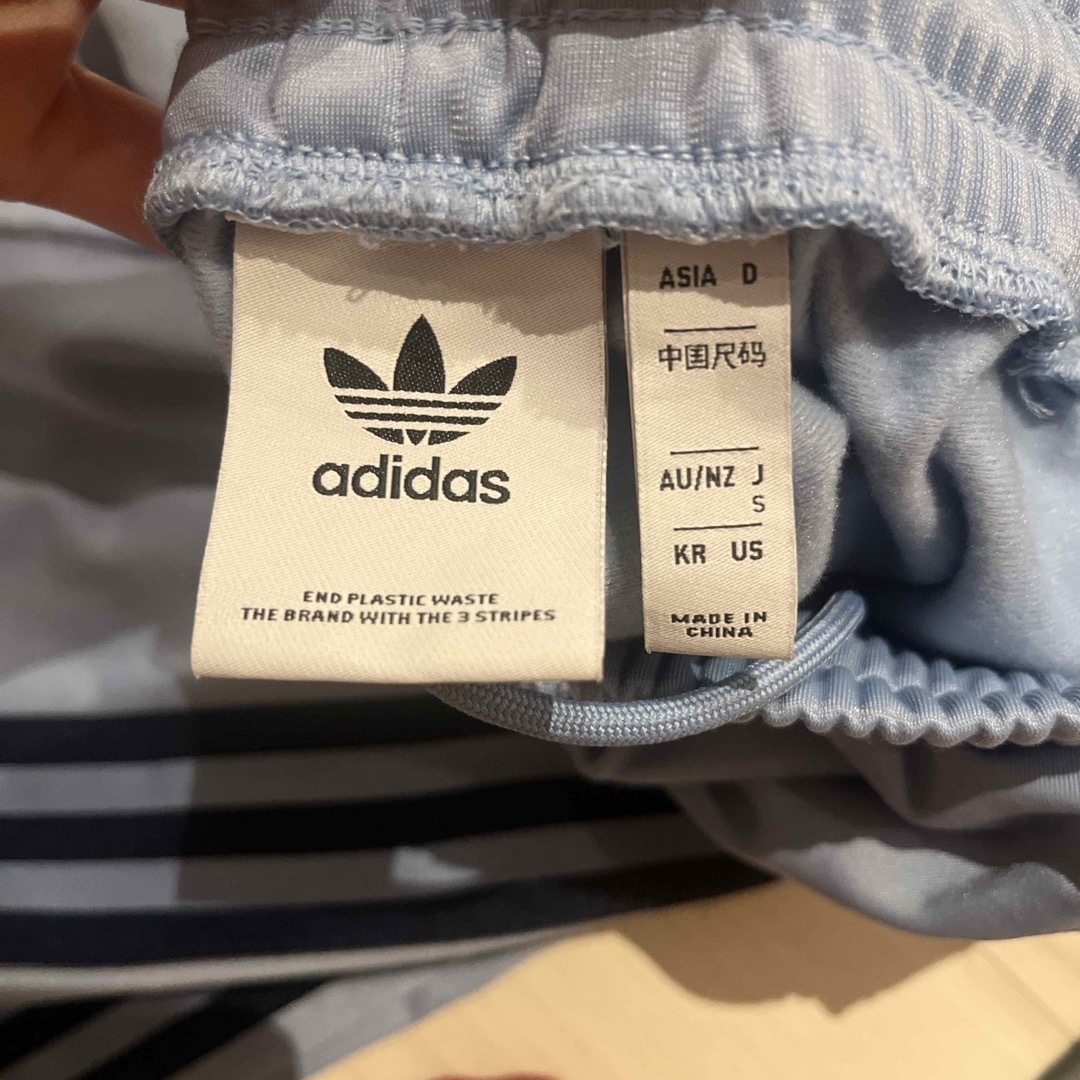 adidas
END PLASTIC WASTE
THE BRAND WITH THE 3 STRIPES
ASIA D
中国尺码
AU/NZ J
S
KR US
MADE IN
CHINA